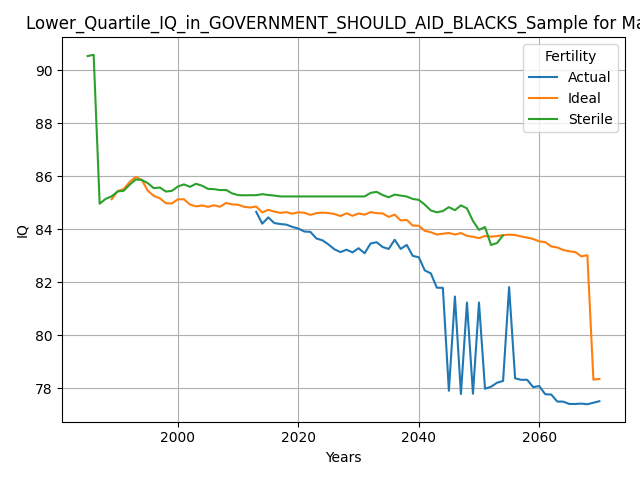 Lower_Quartile_IQ_in_GOVERNMENT_SHOULD_AID_BLACKS_Sample for Ma
Fertility
Actual
Ideal
Sterile
IQ
90
88
86
84
82
80
78
2000
2020
2040
2060
Years